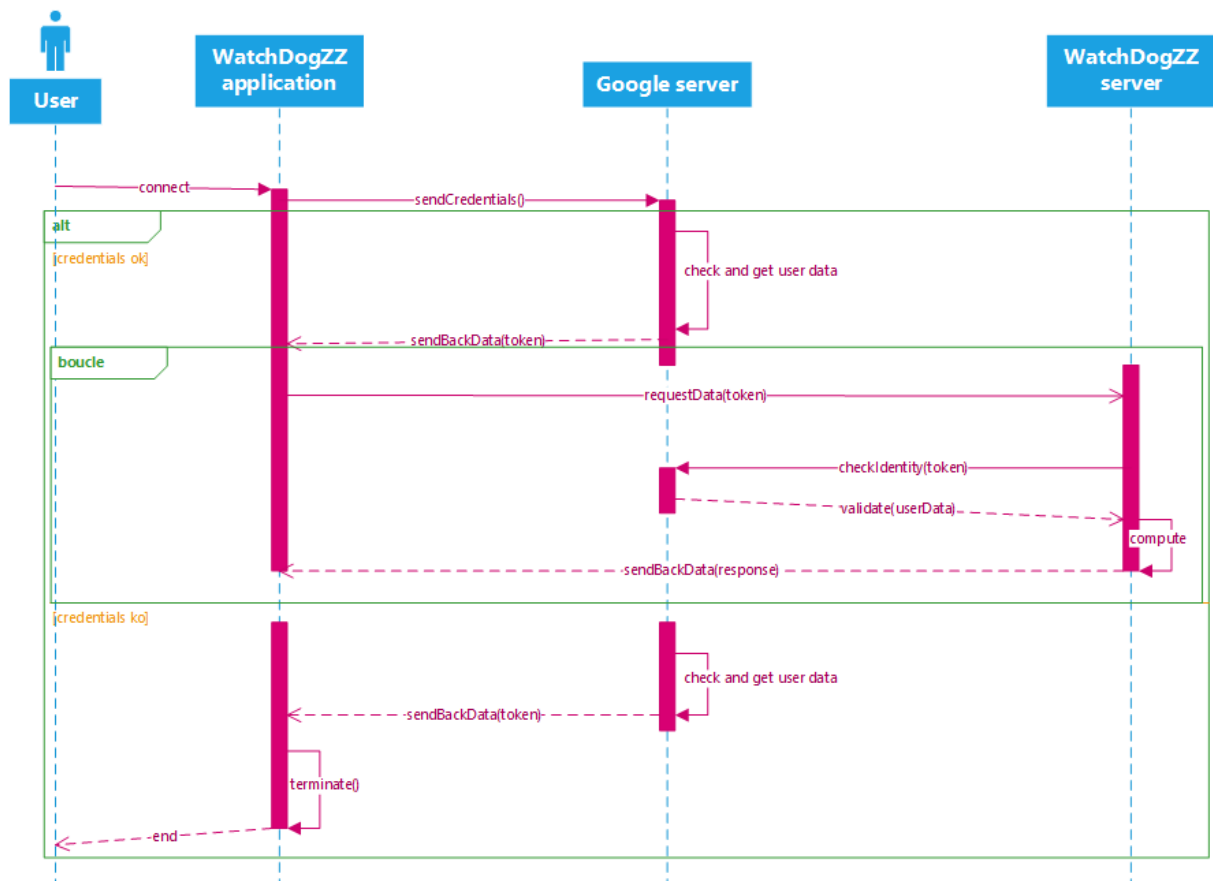 User
WatchDogZZ
application
Google server
WatchDogZZ
server
connect
sendCredentials()
alt
[credentials ok]
check and get user data
sendBackData(token)
boucle
requestData(token)
checkIdentity(token)
validate(userData)
compute
sendBackData(response)
[credentials ko]
check and get user data
sendBackData(token)
terminate()
end